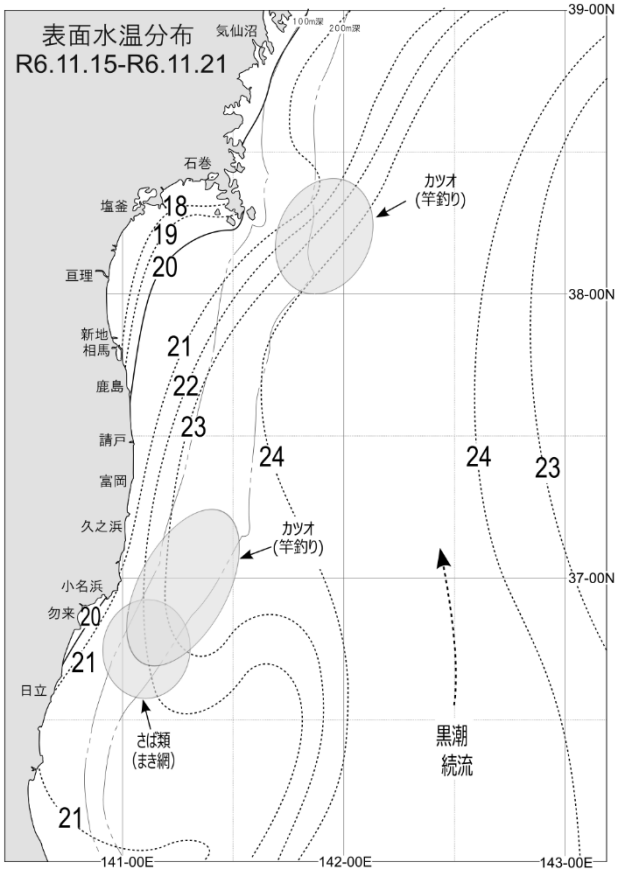 表面水温分布
R6.11.15-R6.11.21
気仙沼
100m深
200m深
39-00N
石巻
塩釜
18
19
20
亘理
カツオ
(竿釣り)
38-00N
新地
相馬
鹿島
請戸
富岡
久之浜
21
22
23
24
24
23
カツオ
(竿釣り)
37-00N
小名浜
勿来
20
21
日立
さば類
(まき網)
黒潮
続流
21
141-00E
142-00E
143-00E